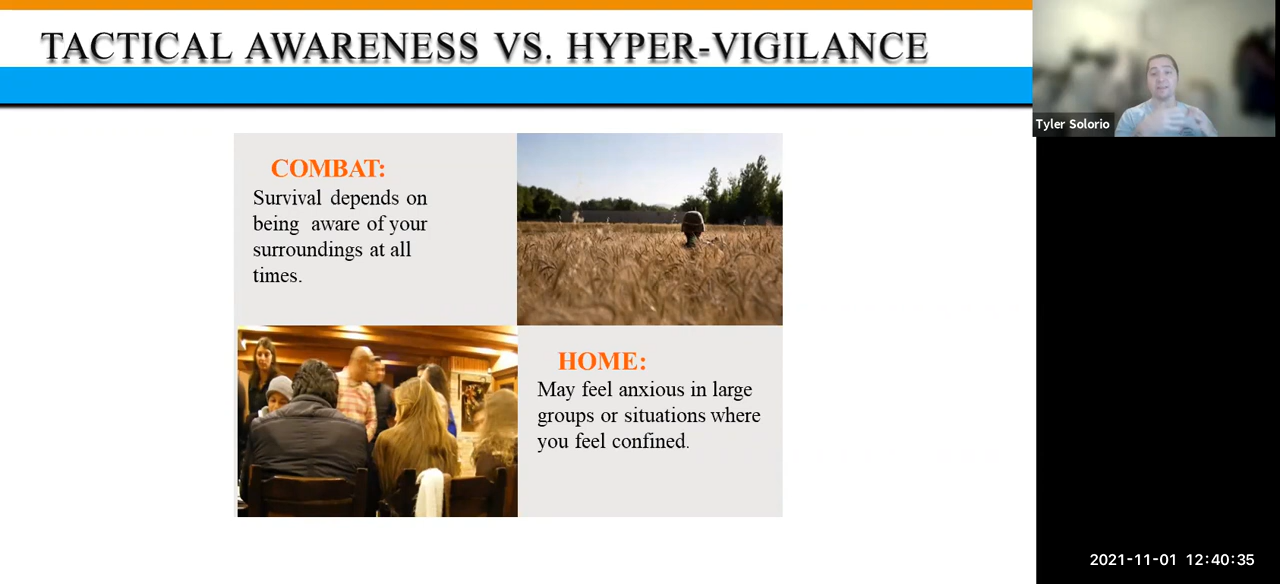 TACTICAL AWARENESS VS. HYPER-VIGILANCE
Tyler Solorio
COMBAT:
Survival depends on
being aware of your
surroundings at all
times.
HOME:
May feel anxious in large
groups or situations where
you feel confined.
2021-11-01 12:40:35